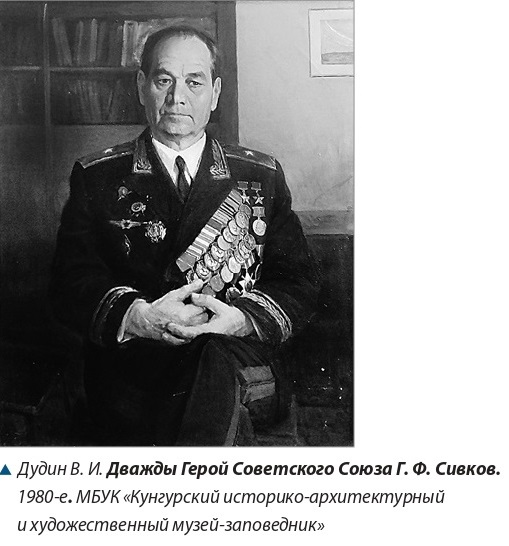 ▲ Дудин В. И. Дважды Герой Советского Союза Г. Ф. Сивков.
1980-е. МБУК «Кунгурский историко-архитектурный
и художественный музей-заповедник»